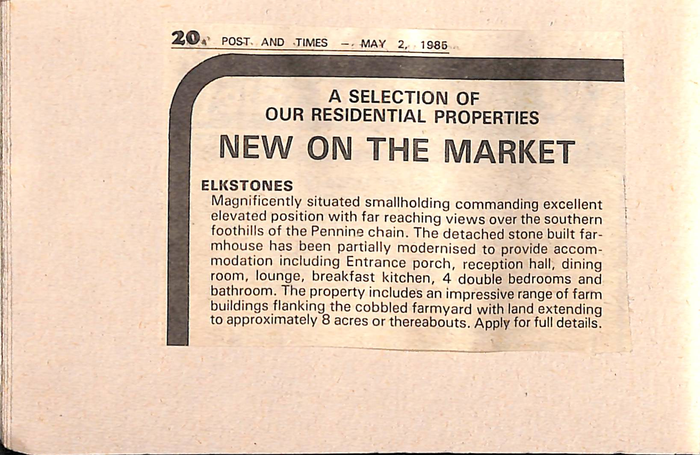 20. POST AND TIMES — MAY 2, 1986
A SELECTION OF
OUR RESIDENTIAL PROPERTIES
NEW ON THE MARKET
ELKSTONES
Magnificently situated smallholding commanding excellent
elevated position with far reaching views over the southern
foothills of the Pennine chain. The detached stone built far-
mhouse has been partially modernised to provide accom-
modation including Entrance porch, reception hall, dining
room, lounge, breakfast kitchen, 4 double bedrooms and
bathroom. The property includes an impressive range of farm
buildings flanking the cobbled farmyard with land extending
to approximately 8 acres or thereabouts. Apply for full details.